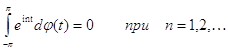 ∫_{-π}^{π} e^{int} dφ(t) = 0 при n = 1,2,…